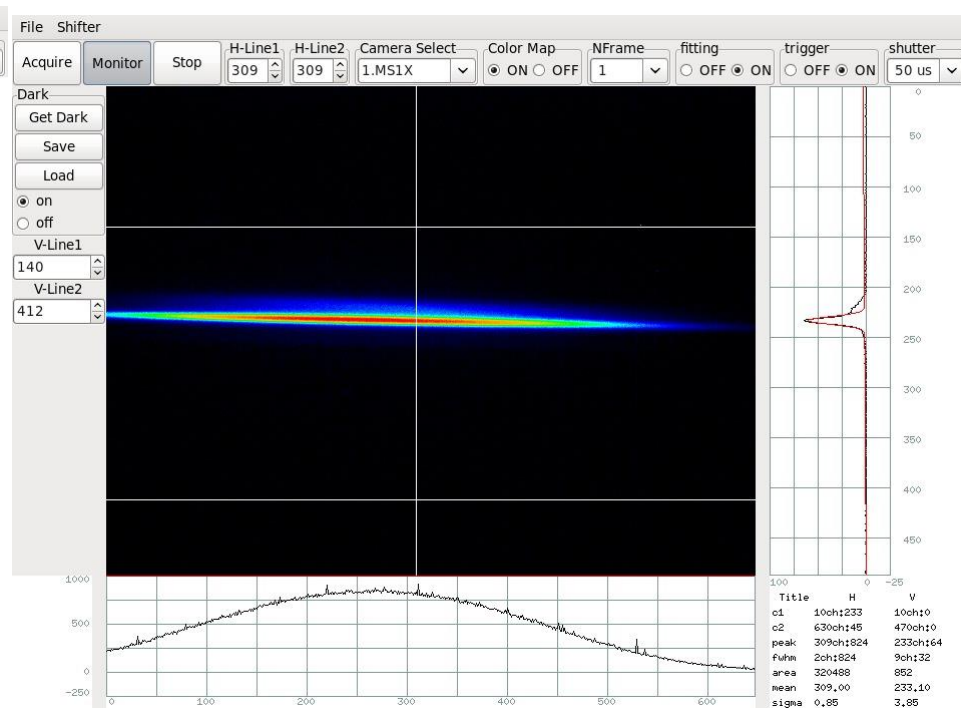 File Shifter
Acquire Monitor Stop H-Line1 309 H-Line2 309 Camera Select 1.MS1X Color Map ON OFF NFrame 1 fitting OFF ON trigger OFF ON shutter 50 us
Dark
Get Dark
Save
Load
on
off
V-Line1
140
V-Line2
412
0
50
100
150
200
250
300
350
400
450
100 0 -25
1000
500
0
-250
0 100 200 300 400 500 600
Title H V
c1 10ch:233 10ch:0
c2 630ch:45 470ch:0
peak 309ch:824 233ch:64
fwhm 2ch:824 9ch:32
area 320488 852
mean 309.00 233.10
sigma 0.85 3.85